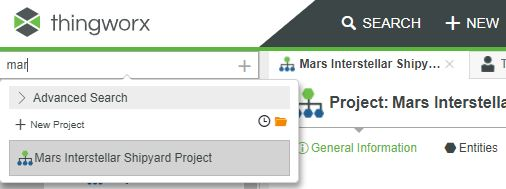 thingworx
SEARCH
+ NEW
mar
Mars Interstellar Shipy...
Advanced Search
+ New Project
Mars Interstellar Shipyard Project
Project: Mars Interstella
General Information
Entities